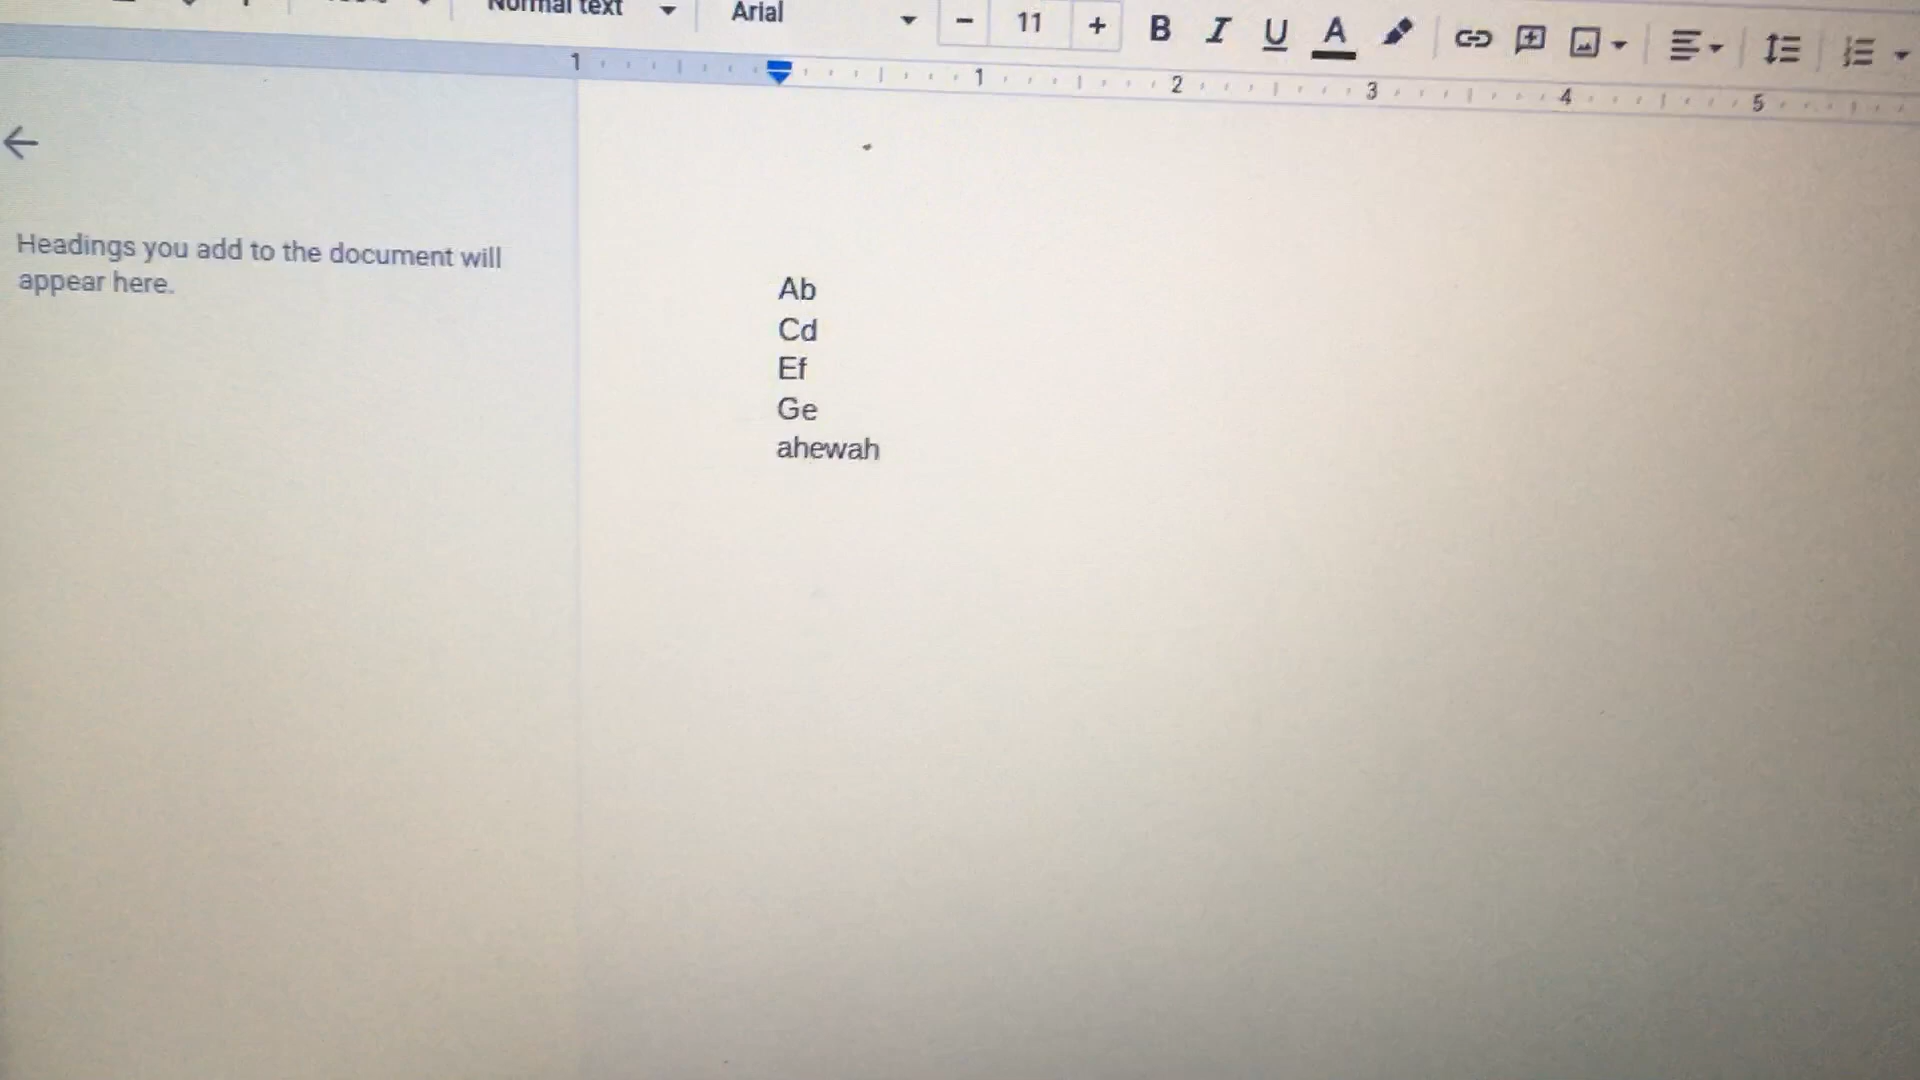 Normal text Arial 11
1 1 2 3 4 5
Headings you add to the document will
appear here.
Ab
Cd
Ef
Ge
ahewah